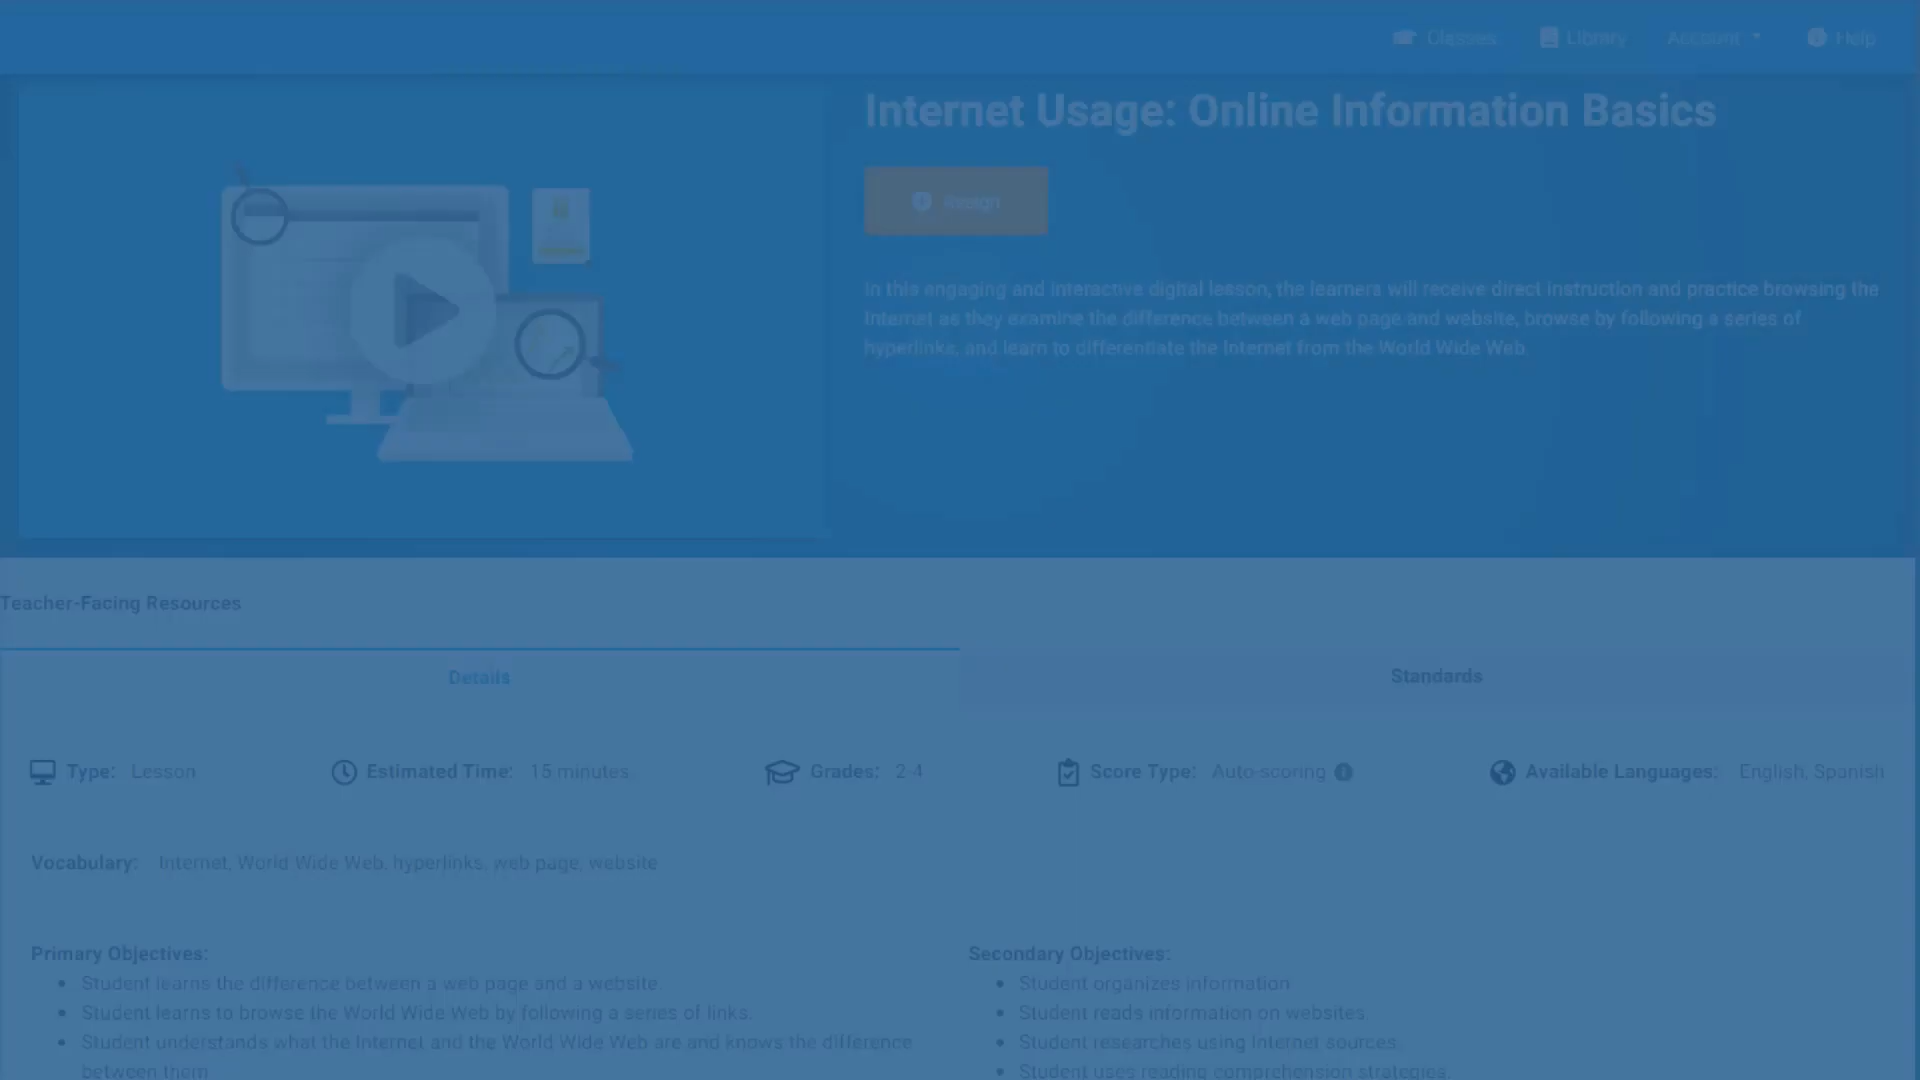 Classes Library Account Help
Internet Usage: Online Information Basics
Assign
In this engaging and interactive digital lesson, the learners will receive direct instruction and practice browsing the
Internet as they examine the difference between a web page and website, browse by following a series of
hyperlinks, and learn to differentiate the Internet from the World Wide Web.
Teacher-Facing Resources
Details Standards
Type: Lesson Estimated Time: 15 minutes Grades: 2-4 Score Type: Auto-scoring Available Languages: English, Spanish
Vocabulary: Internet, World Wide Web, hyperlinks, web page, website
Primary Objectives:
• Student learns the difference between a web page and a website.
• Student learns to browse the World Wide Web by following a series of links.
• Student understands what the Internet and the World Wide Web are and knows the difference
between them
Secondary Objectives:
• Student organizes information
• Student reads information on websites.
• Student researches using Internet sources.
• Student uses reading comprehension strategies.